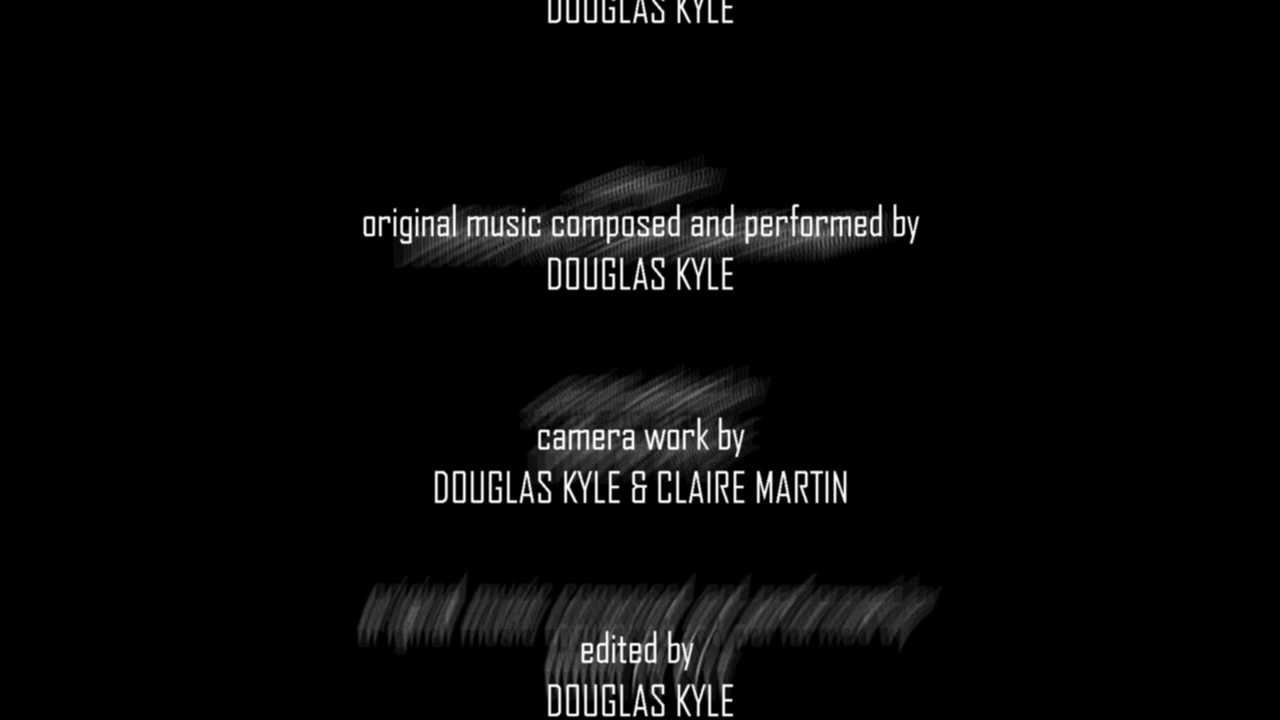 DOUGLAS KYLE
original music composed and performed by
DOUGLAS KYLE
camera work by
DOUGLAS KYLE & CLAIRE MARTIN
edited by
DOUGLAS KYLE